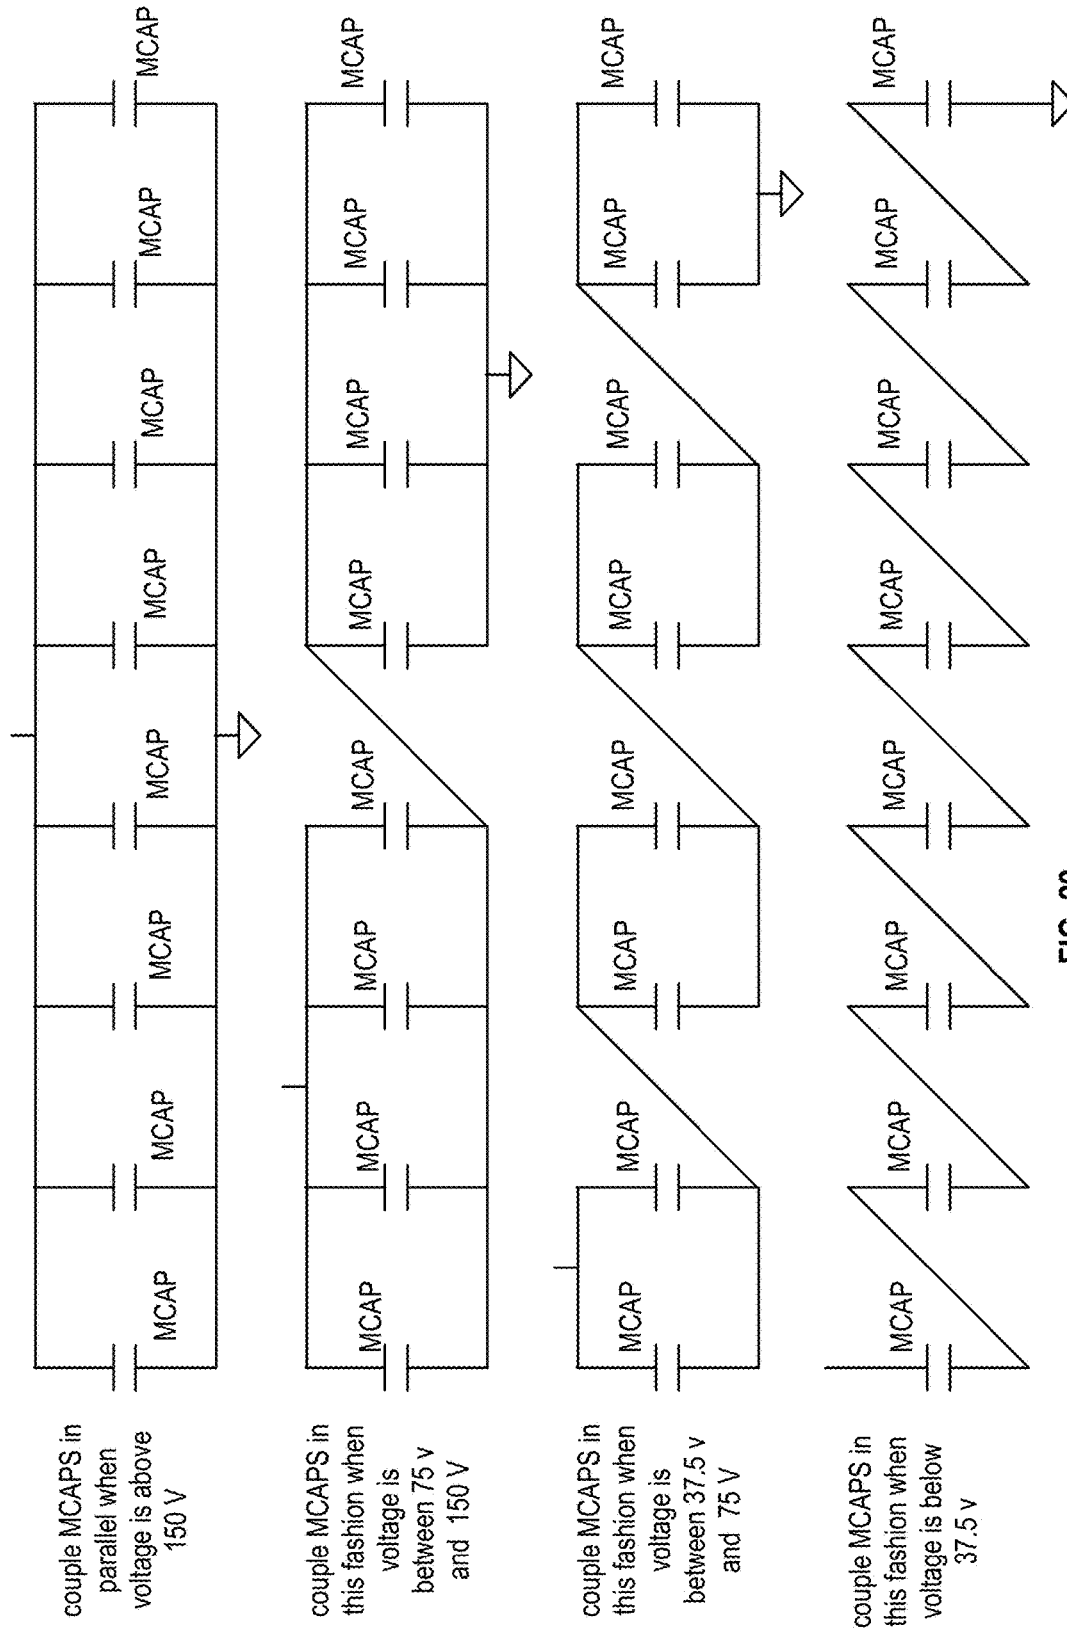 couple MCAPS in
parallel when
voltage is above
150 V
MCAP
MCAP
MCAP
MCAP
MCAP
MCAP
MCAP
MCAP
couple MCAPS in
this fashion when
voltage is
between 75 v
and 150 V
MCAP
MCAP
MCAP
MCAP
MCAP
MCAP
MCAP
MCAP
couple MCAPS in
this fashion when
voltage is
between 37.5 v
and 75 V
MCAP
MCAP
MCAP
MCAP
MCAP
MCAP
MCAP
MCAP
couple MCAPS in
this fashion when
voltage is below
37.5 v
MCAP
MCAP
MCAP
MCAP
MCAP
MCAP
MCAP
MCAP
FIG.